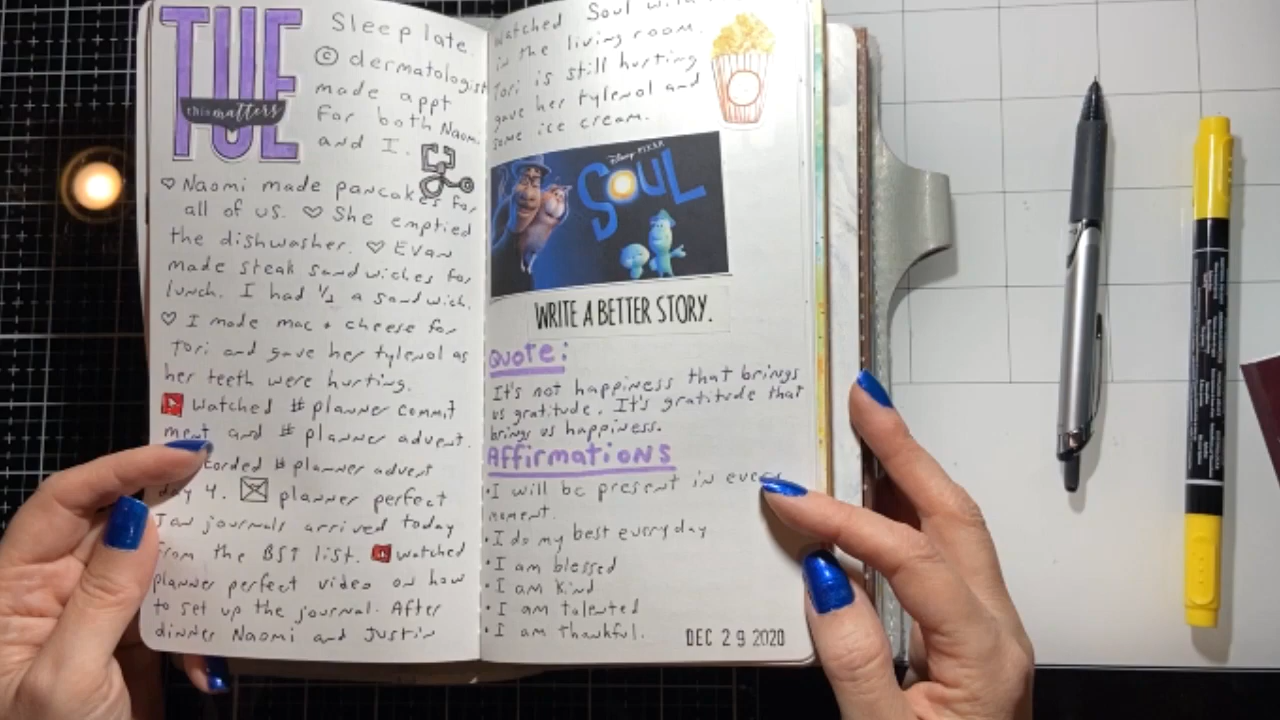 TUE
this matters
Sleep late.
© dermatologist
made appt
for both Naomi
and I.
♡ Naomi made pancakes for
all of us. ♡ She emptied
the dishwasher. ♡ Evan
made steak sandwiches for
lunch. I had 1/2 a sandwich.
♡ I made mac + cheese for
Tori and gave her tylenol as
her teeth were hurting.
Watched #planner commit
ment and # planner advent.
corded # planner advent
day 4. planner perfect
Jan journals arrived today
from the BST list. Watched
planner perfect video on how
to set up the journal. After
dinner Naomi and Justin
watched Soul with
in the living room.
Tori is still hurting
gave her tylenol and
some ice cream.
Disney PIXAR
SOUL
WRITE A BETTER STORY.
Quote:
It's not happiness that brings
us gratitude. It's gratitude that
brings us happiness.
Affirmations
• I will be present in every
moment.
• I do my best everyday
• I am blessed
• I am kind
• I am talented
• I am thankful.
DEC 29 2020